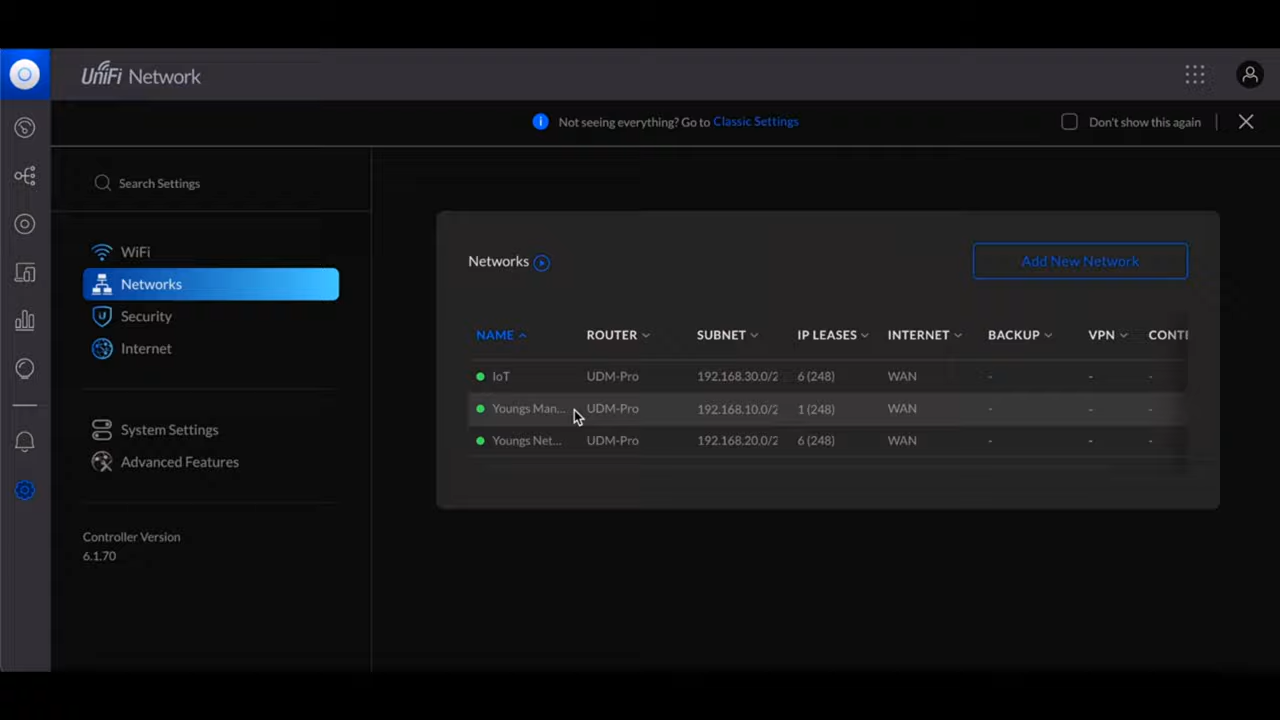 UniFi Network
Not seeing everything? Go to Classic Settings
Don't show this again
Search Settings
WiFi
Networks
Security
Internet
System Settings
Advanced Features
Controller Version
6.1.70
Networks
Add New Network
NAME ROUTER SUBNET IP LEASES INTERNET BACKUP VPN CONTI
IoT UDM-Pro 192.168.30.0/2 6 (248) WAN - - -
Youngs Man... UDM-Pro 192.168.10.0/2 1 (248) WAN - - -
Youngs Net... UDM-Pro 192.168.20.0/2 6 (248) WAN - - -